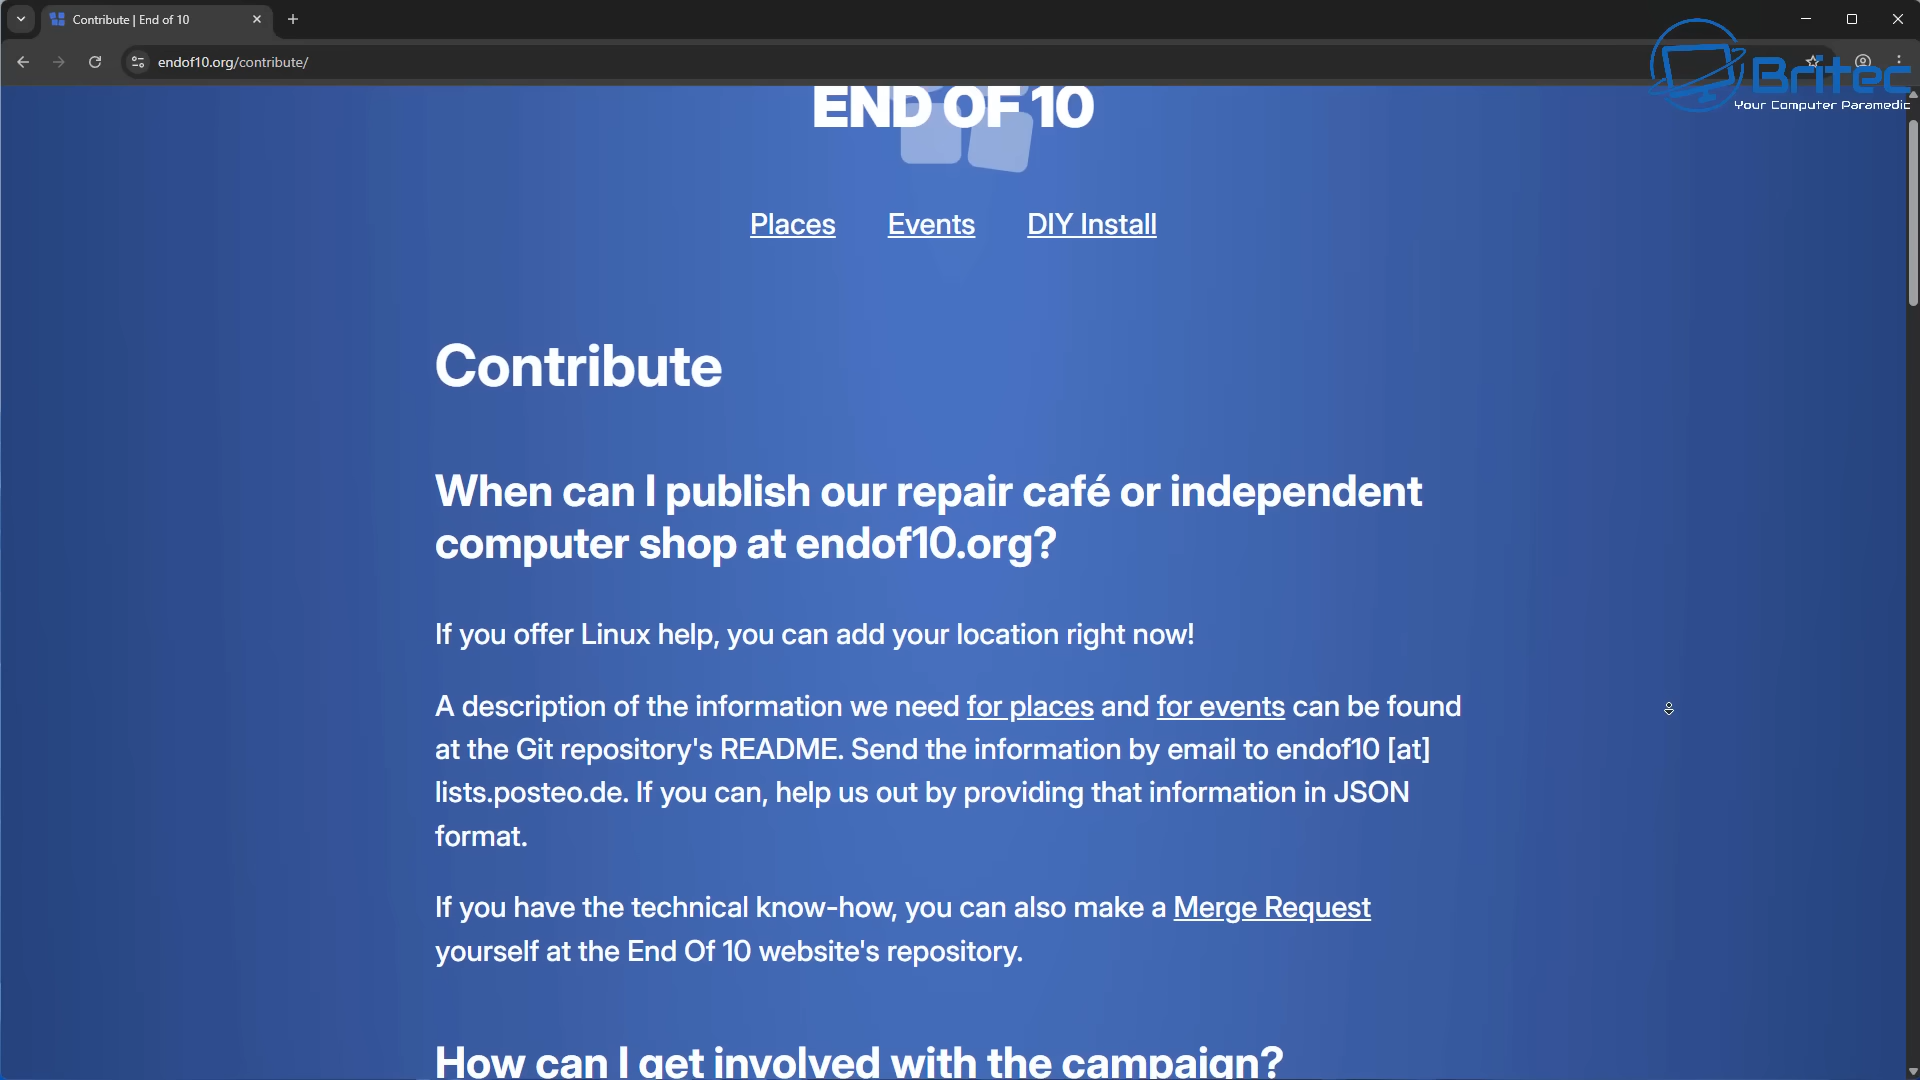 Contribute | End of 10
endof10.org/contribute/
Britec
Your Computer Paramedic
END OF 10
Places Events DIY Install
Contribute
When can I publish our repair café or independent
computer shop at endof10.org?
If you offer Linux help, you can add your location right now!
A description of the information we need for places and for events can be found
at the Git repository's README. Send the information by email to endof10 [at]
lists.posteo.de. If you can, help us out by providing that information in JSON
format.
If you have the technical know-how, you can also make a Merge Request
yourself at the End Of 10 website's repository.
How can I get involved with the campaign?